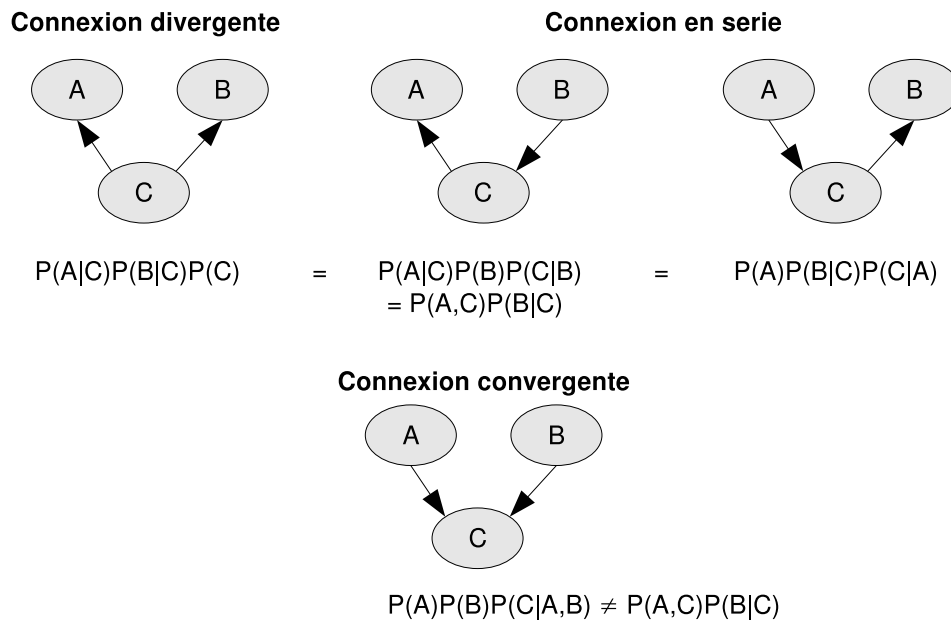 Connexion divergente
Connexion en serie
A B
C
A B
C
A B
C
P(A|C)P(B|C)P(C) = P(A|C)P(B)P(C|B) = P(A)P(B|C)P(C|A)
= P(A,C)P(B|C)
Connexion convergente
A B
C
P(A)P(B)P(C|A,B) ≠ P(A,C)P(B|C)